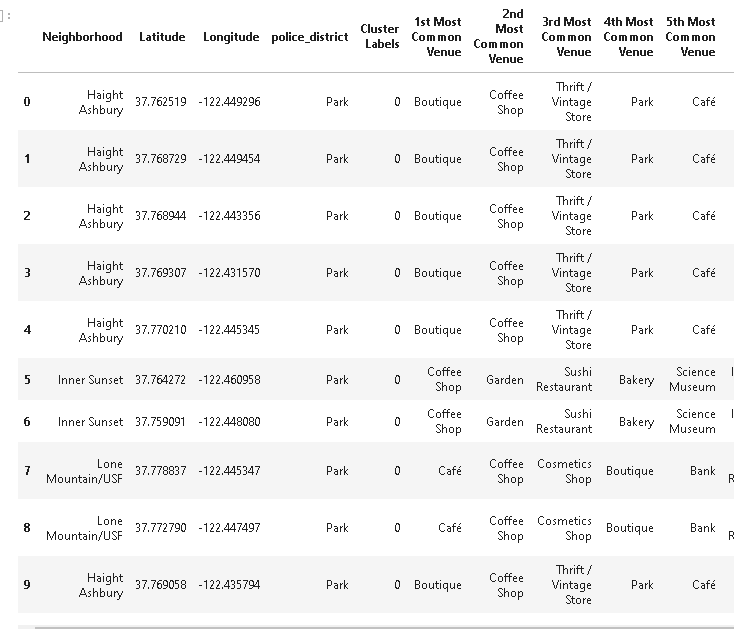 ]:
Neighborhood Latitude Longitude police_district Cluster Labels 1st Most Common Venue 2nd Most Common Venue 3rd Most Common Venue 4th Most Common Venue 5th Most Common Venue
0 Haight Ashbury 37.762519 -122.449296 Park 0 Boutique Coffee Shop Thrift / Vintage Store Park Café
1 Haight Ashbury 37.768729 -122.449454 Park 0 Boutique Coffee Shop Thrift / Vintage Store Park Café
2 Haight Ashbury 37.768944 -122.443356 Park 0 Boutique Coffee Shop Thrift / Vintage Store Park Café
3 Haight Ashbury 37.769307 -122.431570 Park 0 Boutique Coffee Shop Thrift / Vintage Store Park Café
4 Haight Ashbury 37.770210 -122.445345 Park 0 Boutique Coffee Shop Thrift / Vintage Store Park Café
5 Inner Sunset 37.764272 -122.460958 Park 0 Coffee Shop Garden Sushi Restaurant Bakery Science Museum
6 Inner Sunset 37.759091 -122.448080 Park 0 Coffee Shop Garden Sushi Restaurant Bakery Science Museum
7 Lone Mountain/USF 37.778837 -122.445347 Park 0 Café Coffee Shop Cosmetics Shop Boutique Bank
8 Lone Mountain/USF 37.772790 -122.447497 Park 0 Café Coffee Shop Cosmetics Shop Boutique Bank
9 Haight Ashbury 37.769058 -122.435794 Park 0 Boutique Coffee Shop Thrift / Vintage Store Park Café